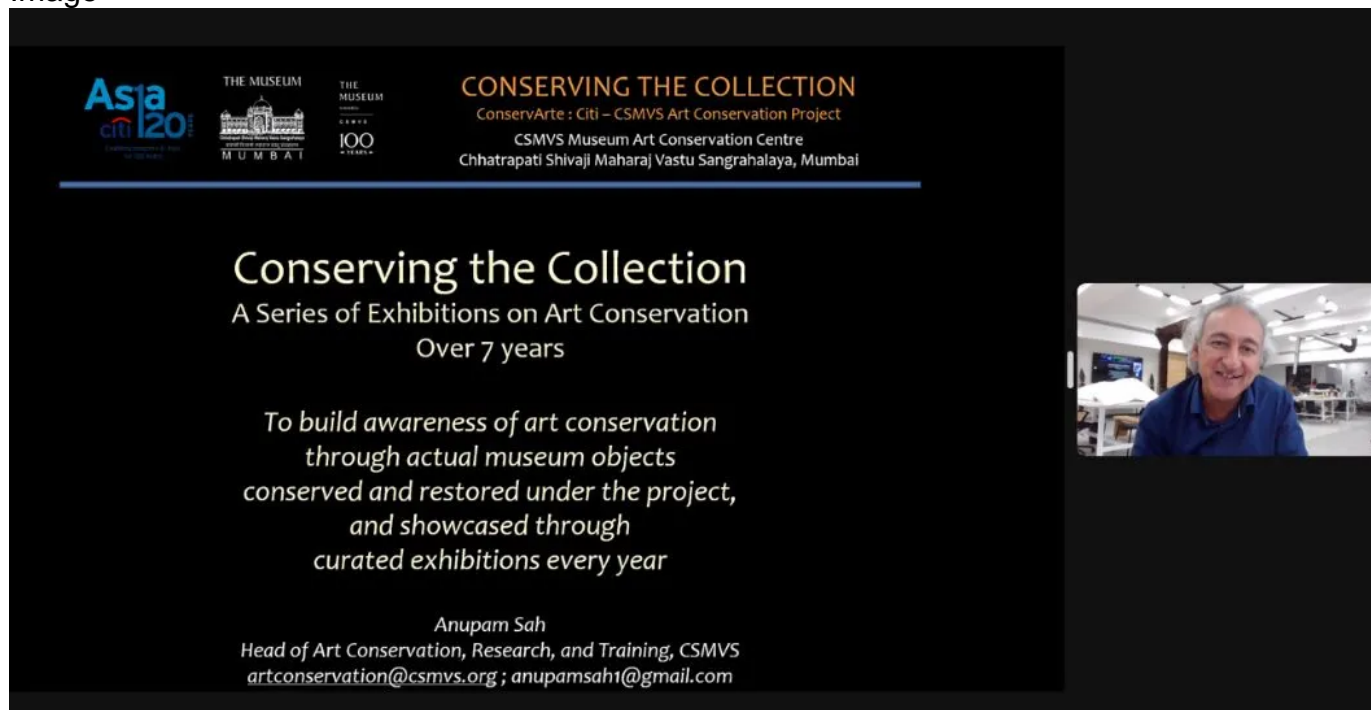 Image
Asia
citi 120 YEARS
THE MUSEUM
MUMBAI
THE
MUSEUM
100
YEARS
CONSERVING THE COLLECTION
ConservArte : Citi – CSMVS Art Conservation Project
CSMVS Museum Art Conservation Centre
Chhatrapati Shivaji Maharaj Vastu Sangrahalaya, Mumbai
Conserving the Collection
A Series of Exhibitions on Art Conservation
Over 7 years
To build awareness of art conservation
through actual museum objects
conserved and restored under the project,
and showcased through
curated exhibitions every year
Anupam Sah
Head of Art Conservation, Research, and Training, CSMVS
artconservation@csmvs.org ; anupamsah1@gmail.com